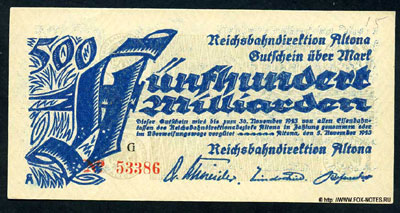 500
Reichsbahndirektion Altona
Gutschein über Mark
Fünfhundert
Milliarden
Dieser Gutschein wird bis zum 30. November 1923 von allen Eisenbahn-
kassen des Reichsbahndirektionsbezirks Altona in Zahlung genommen oder
im Überweisungswege vergütet Altona, den 5. November 1923
Reichsbahndirektion Altona
G
53386
A
© WWW.FOX-NOTES.RU